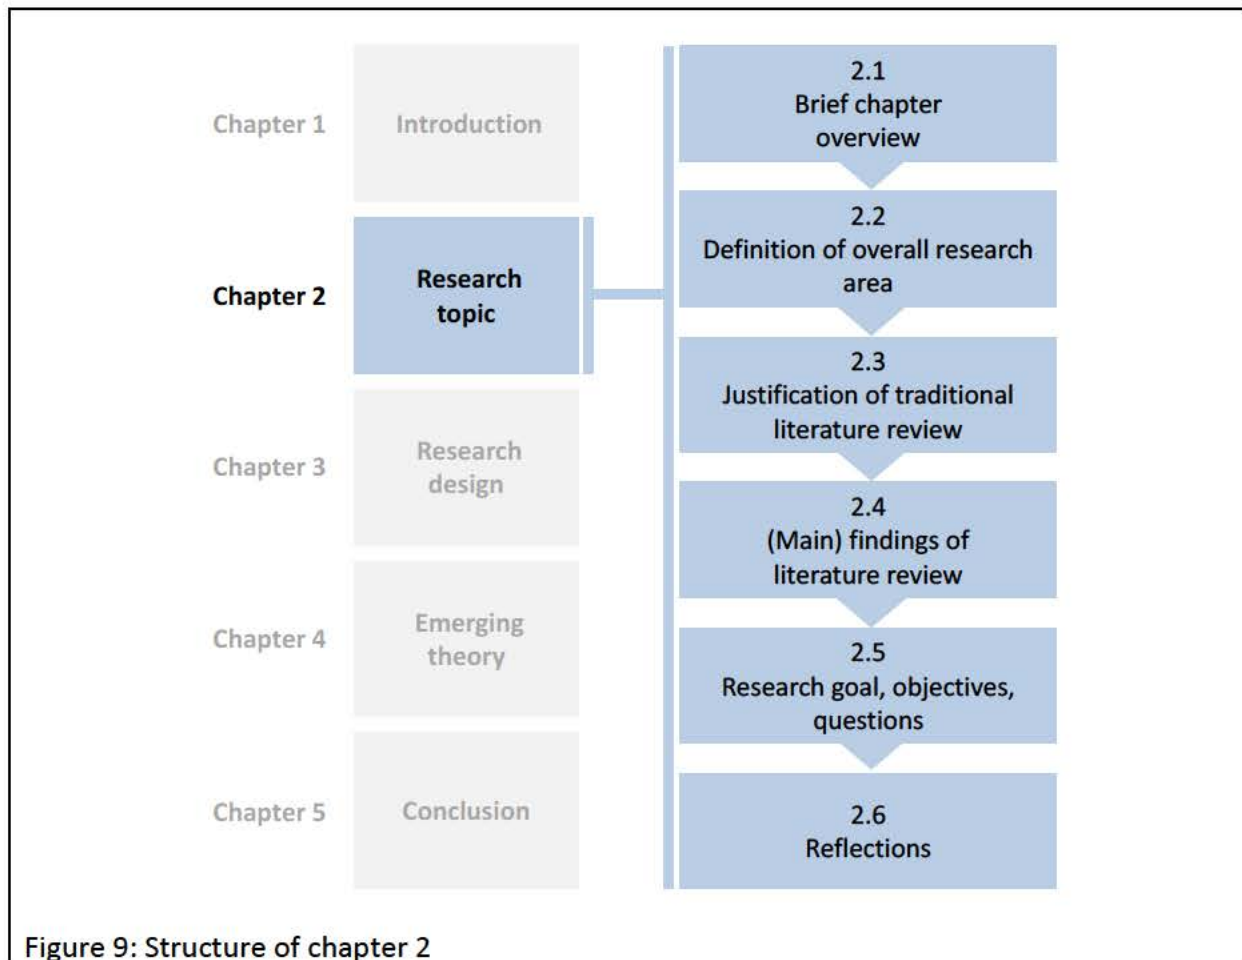 Chapter 1
Introduction
Chapter 2
Research
topic
Chapter 3
Research
design
Chapter 4
Emerging
theory
Chapter 5
Conclusion
2.1
Brief chapter
overview
2.2
Definition of overall research
area
2.3
Justification of traditional
literature review
2.4
(Main) findings of
literature review
2.5
Research goal, objectives,
questions
2.6
Reflections
Figure 9: Structure of chapter 2